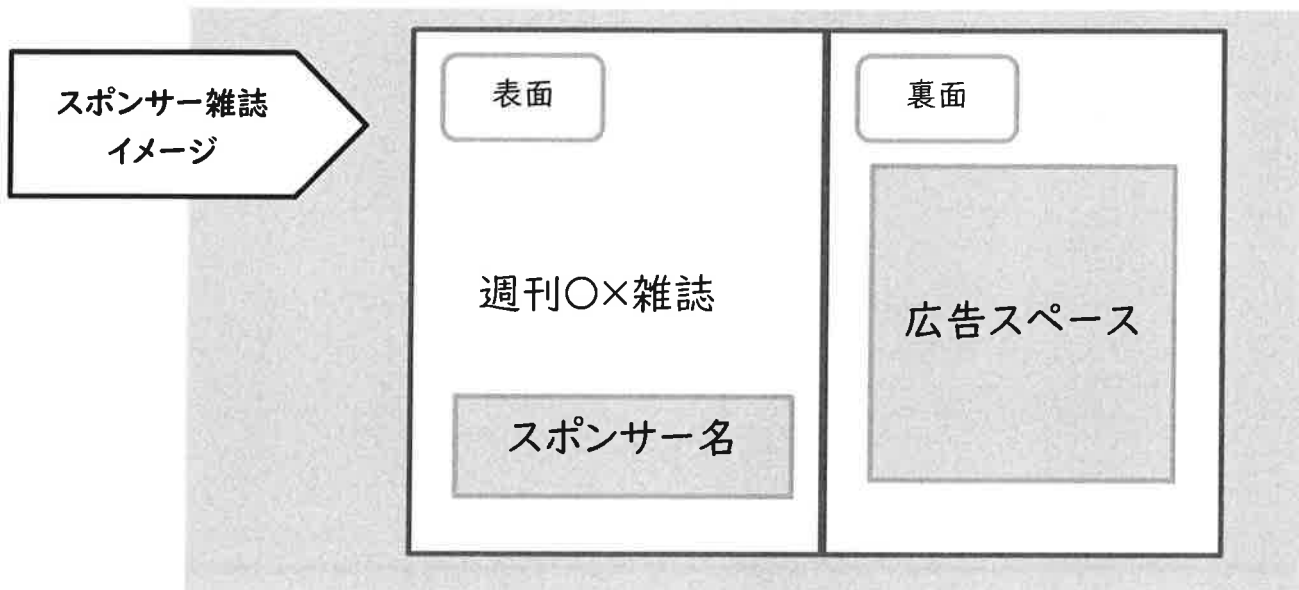 スポンサー雑誌
イメージ
表面
週刊○×雑誌
スポンサー名
裏面
広告スペース